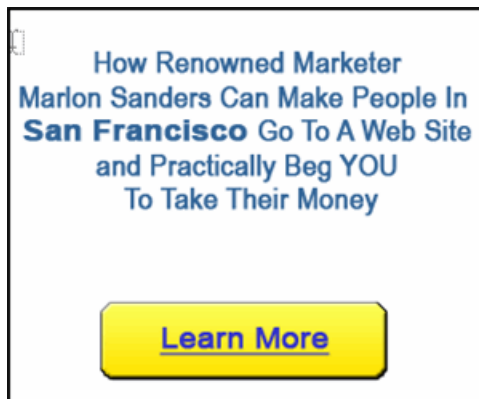 How Renowned Marketer
Marlon Sanders Can Make People In
San Francisco Go To A Web Site
and Practically Beg YOU
To Take Their Money
Learn More